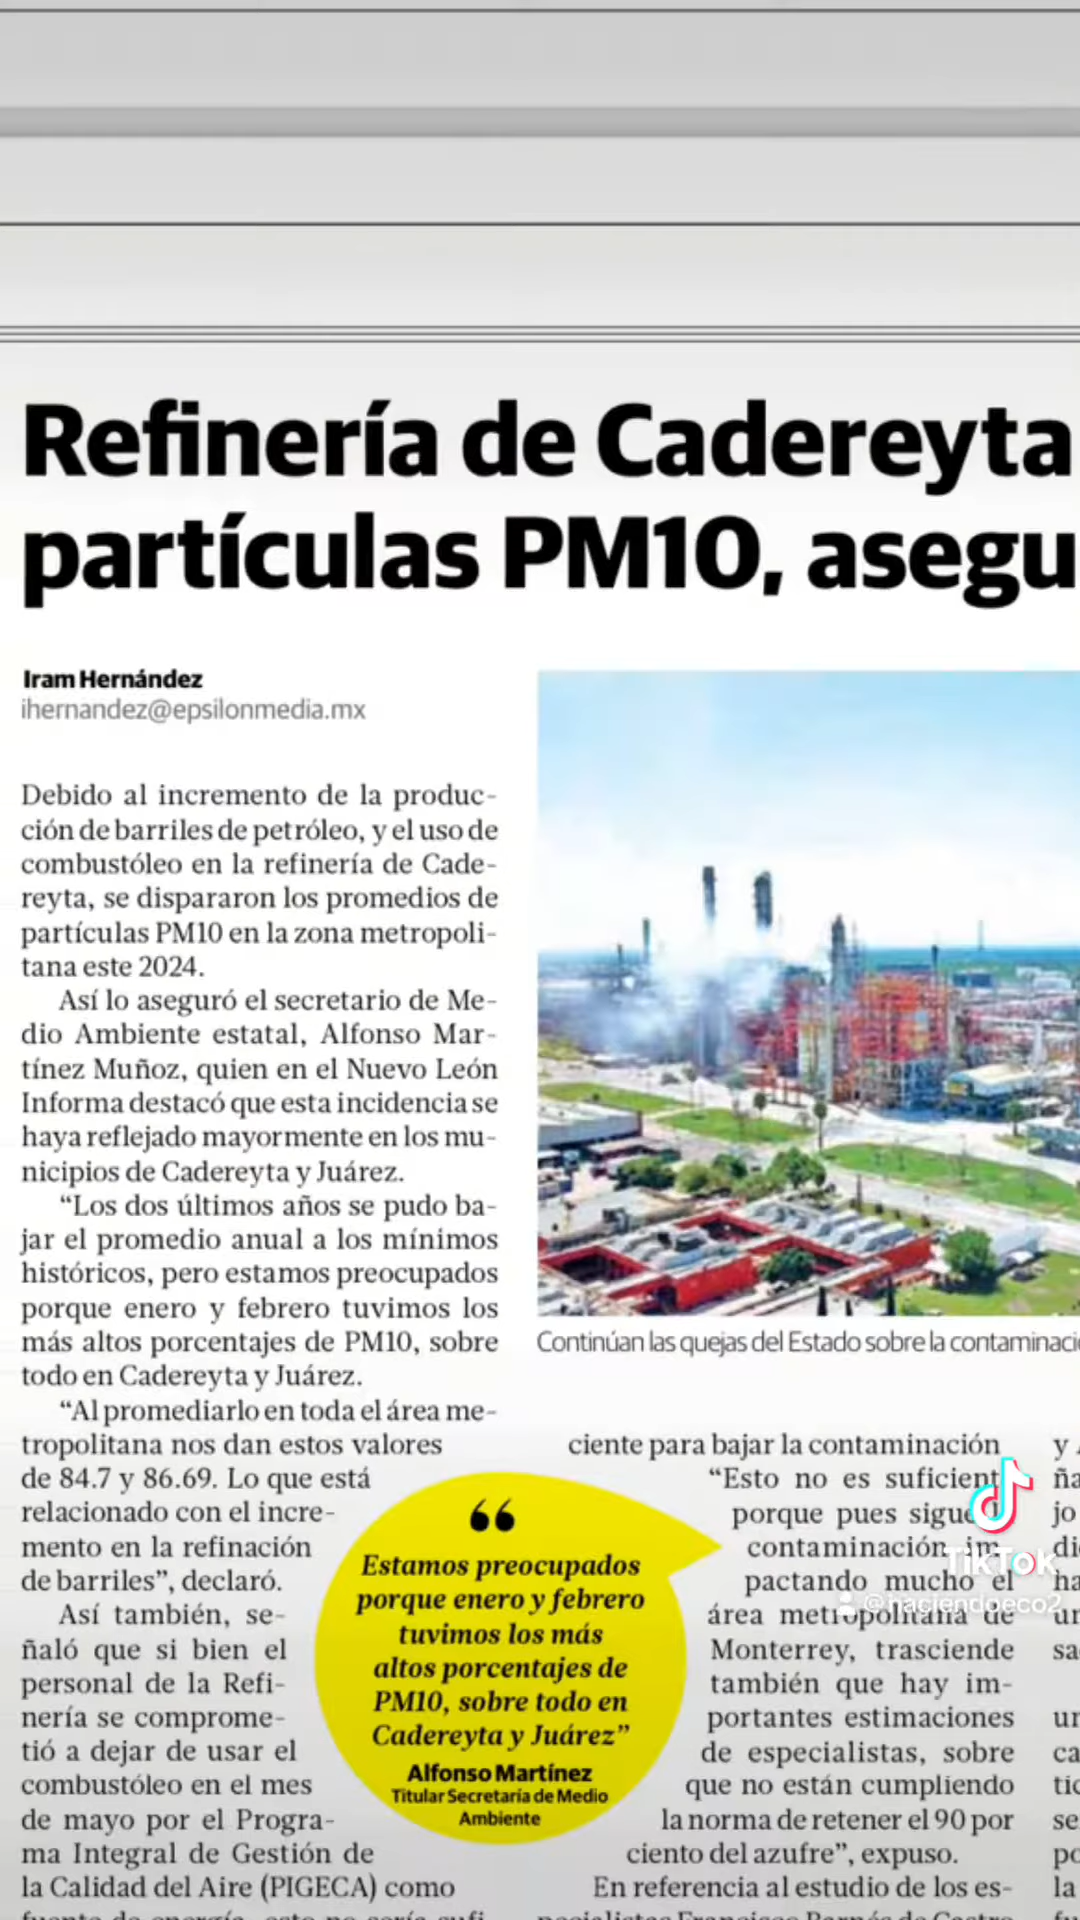 Refinería de Cadereyta
partículas PM10, asegu
Iram Hernández
ihernandez@epsilonmedia.mx
Debido al incremento de la produc-
ción de barriles de petróleo, y el uso de
combustóleo en la refinería de Cade-
reyta, se dispararon los promedios de
partículas PM10 en la zona metropoli-
tana este 2024.
Así lo aseguró el secretario de Me-
dio Ambiente estatal, Alfonso Mar-
tínez Muñoz, quien en el Nuevo León
Informa destacó que esta incidencia se
haya reflejado mayormente en los mu-
nicipios de Cadereyta y Juárez.
“Los dos últimos años se pudo ba-
jar el promedio anual a los mínimos
históricos, pero estamos preocupados
porque enero y febrero tuvimos los
más altos porcentajes de PM10, sobre
todo en Cadereyta y Juárez.
“Al promediarlo en toda el área me-
tropolitana nos dan estos valores
de 84.7 y 86.69. Lo que está
relacionado con el incre-
mento en la refinación
de barriles”, declaró.
Así también, se-
ñaló que si bien el
personal de la Refi-
nería se comprome-
tió a dejar de usar el
combustóleo en el mes
de mayo por el Progra-
ma Integral de Gestión de
la Calidad del Aire (PIGECA) como
“
Estamos preocupados
porque enero y febrero
tuvimos los más
altos porcentajes de
PM10, sobre todo en
Cadereyta y Juárez”
Alfonso Martínez
Titular Secretaría de Medio
Ambiente
Continúan las quejas del Estado sobre la contaminaci
ciente para bajar la contaminación
“Esto no es suficient
porque pues sigue
contaminación im-
pactando mucho el
área metropolitana de
Monterrey, trasciende
también que hay im-
portantes estimaciones
de especialistas, sobre
que no están cumpliendo
la norma de retener el 90 por
ciento del azufre”, expuso.
En referencia al estudio de los es-
y
ña
jo
di
ha
un
sa
un
ca
tic
se
po
la
TikTok
@haciendoeco2